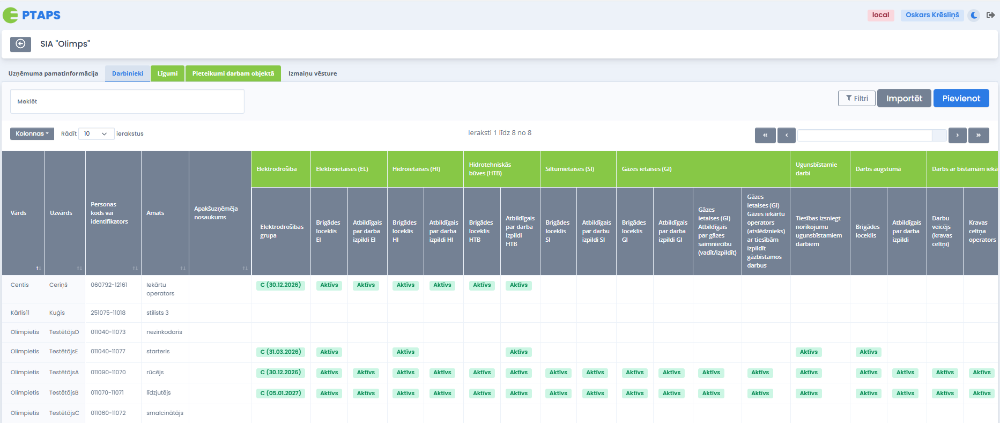 PTAPS
local
Oskars Krēsliņš
SIA "Olimps"
Uzņēmuma pamatinformācija
Darbinieki
Līgumi
Pieteikumi darbam objektā
Izmaiņu vēsture
Meklēt
Filtri
Importēt
Pievienot
Kolonnas
Rādīt 10 ierakstus
Ieraksti 1 līdz 8 no 8
«
‹
›
»
Vārds
Uzvārds
Personas
kods vai
identifikators
Amats
Apakšuzņēmēja
nosaukums
Elektrodrošība
Elektroietaises (EL)
Hidroietaises (HI)
Hidrotehniskās
būves (HTB)
Siltumietaises (SI)
Gāzes ietaises (GI)
Ugunsbīstamie
darbi
Darbs augstumā
Darbs ar bīstamām iekā
Elektrodrošības
grupa
Brigādes
loceklis
EI
Atbildīgais
par darba
izpildi EI
Brigādes
loceklis
HI
Atbildīgais
par darba
izpildi HI
Brigādes
loceklis
HTB
Atbildīgais
par darba
izpildi
HTB
Brigādes
loceklis
SI
Atbildīgais
par darbu
izpildi SI
Brigādes
loceklis
GI
Atbildīgais
par darba
izpildi GI
Gāzes
ietaises (GI)
Atbildīgais
par gāzes
saimniecību
(vadīt/izpildīt)
Gāzes
ietaises (GI)
Gāzes iekārtu
operators
(atslēdznieks)
ar tiesībām
izpildīt
gāzbīstamos
darbus
Tiesības izsniegt
norīkojumu
ugunsbīstamiem
darbiem
Brigādes
loceklis
Atbildīgais
par darba
izpildi
Darbu
veicējs
(kravas
celtņi)
Kravas
celtņa
operators
Centis Ceriņš 060792-12161 Iekārtu
operators
C (30.12.2026) Aktīvs Aktīvs Aktīvs Aktīvs Aktīvs Aktīvs
Kārlis11 Kuģis 251075-11018 stilists 3
Olimpietis TestētājsD 011040-11073 nezinkodaris
Olimpietis TestētājsE 011040-11077 starteris C (31.03.2026) Aktīvs Aktīvs Aktīvs Aktīvs Aktīvs
Olimpietis TestētājsA 011090-11070 rūcējs C (30.12.2026) Aktīvs Aktīvs Aktīvs Aktīvs Aktīvs Aktīvs Aktīvs Aktīvs Aktīvs Aktīvs Aktīvs Aktīvs Aktīvs Aktīvs Aktīvs Aktīvs Aktīvs
Olimpietis TestētājsB 011070-11071 līdzjutējs C (05.01.2027) Aktīvs Aktīvs Aktīvs Aktīvs Aktīvs Aktīvs Aktīvs Aktīvs Aktīvs Aktīvs Aktīvs Aktīvs Aktīvs Aktīvs Aktīvs Aktīvs Aktīvs
Olimpietis TestētājsC 011060-11072 smalcinātājs